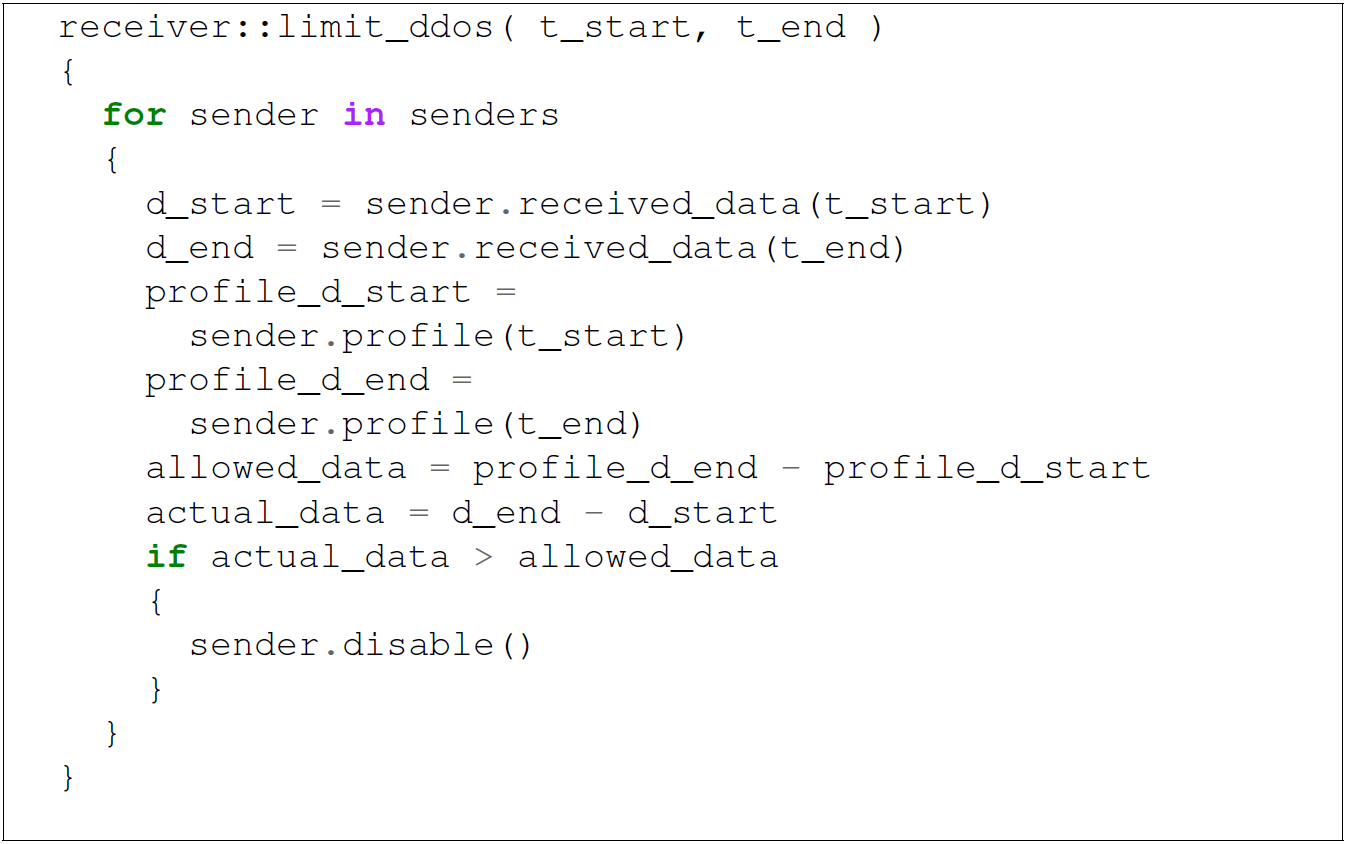 receiver::limit_ddos( t_start, t_end )
{
  for sender in senders
  {
    d_start = sender.received_data(t_start)
    d_end = sender.received_data(t_end)
    profile_d_start =
      sender.profile(t_start)
    profile_d_end =
      sender.profile(t_end)
    allowed_data = profile_d_end - profile_d_start
    actual_data = d_end - d_start
    if actual_data > allowed_data
    {
      sender.disable()
    }
  }
}